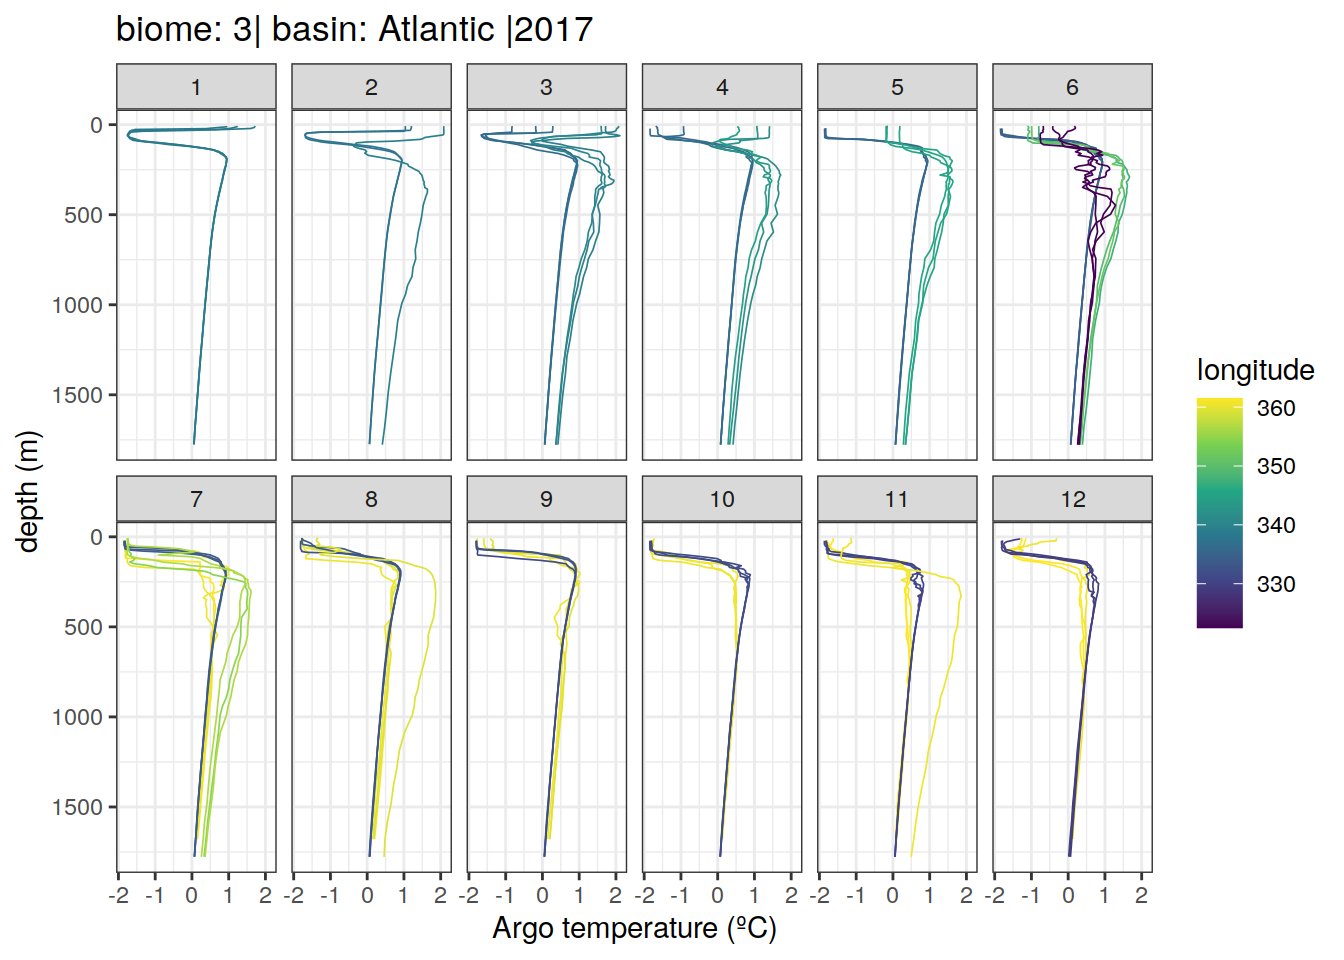 biome: 3| basin: Atlantic |2017
1 2 3 4 5 6
0
500
1000
1500
7 8 9 10 11 12
0
500
1000
1500
-2 -1 0 1 2 -2 -1 0 1 2 -2 -1 0 1 2 -2 -1 0 1 2 -2 -1 0 1 2 -2 -1 0 1 2
Argo temperature (ºC)
depth (m)
longitude
360
350
340
330